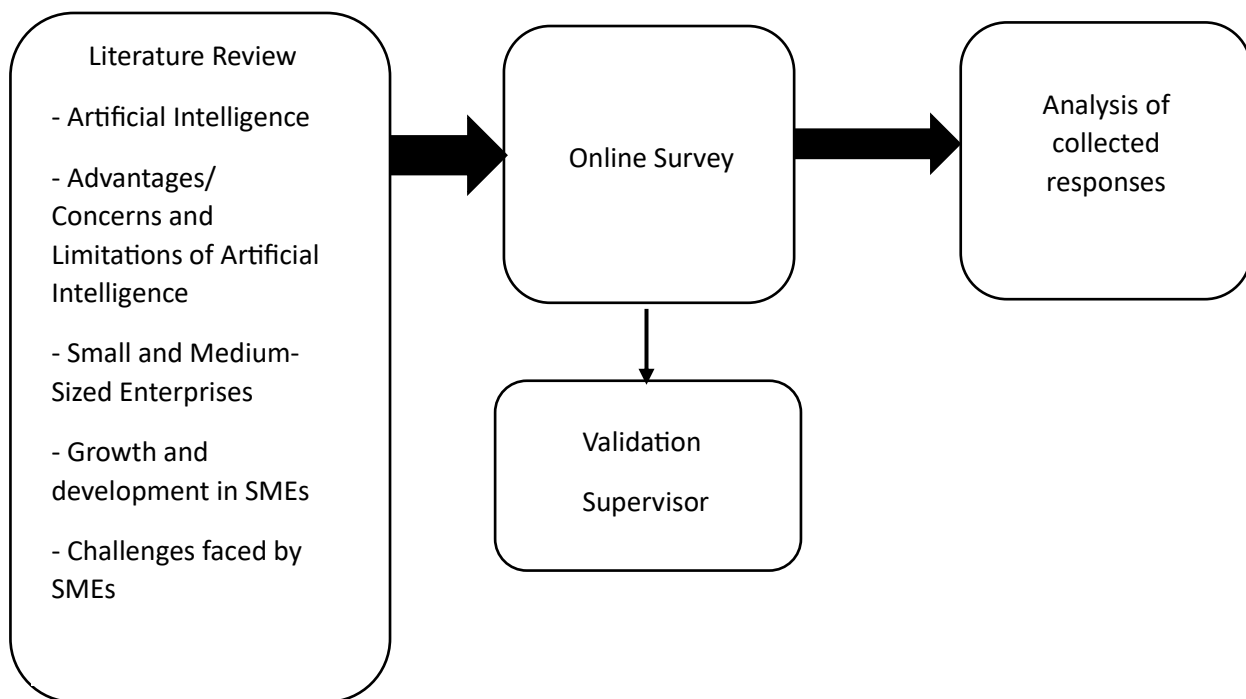 Literature Review
- Artificial Intelligence
- Advantages/
Concerns and
Limitations of Artificial
Intelligence
- Small and Medium-
Sized Enterprises
- Growth and
development in SMEs
- Challenges faced by
SMEs
Online Survey
Validation
Supervisor
Analysis of
collected
responses